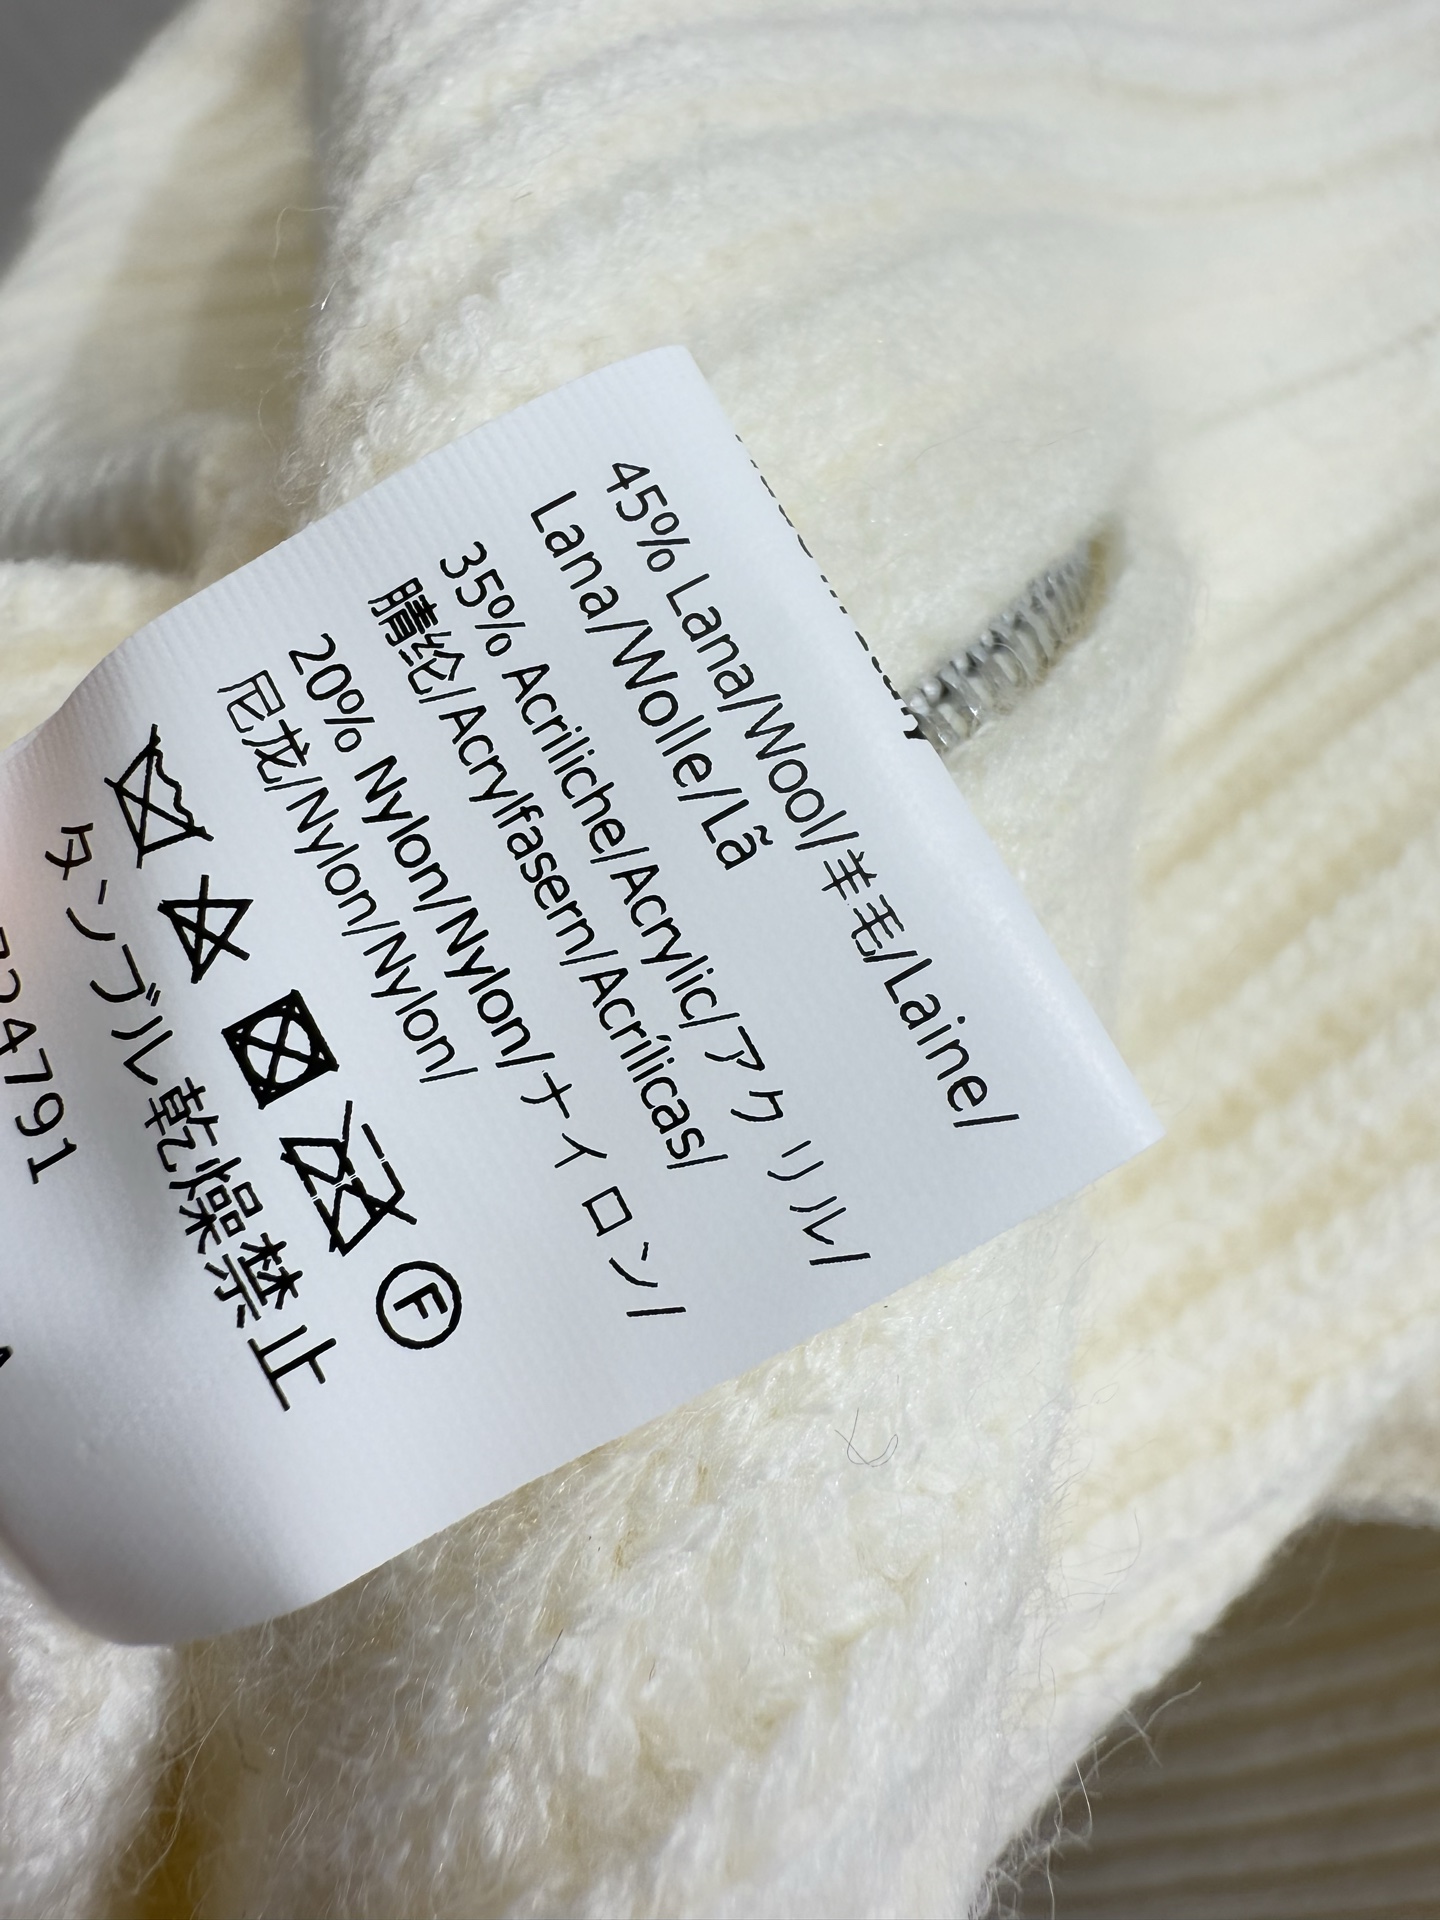 45% Lana/Wool/羊毛/Laine/
Lana/Wolle/Lã
35% Acriliche/Acrylic/アクリル/
腈纶/Acrylfasern/Acrílicas/
20% Nylon/Nylon/ナイロン/
尼龙/Nylon/Nylon/
F
タンブル乾燥禁止
24791